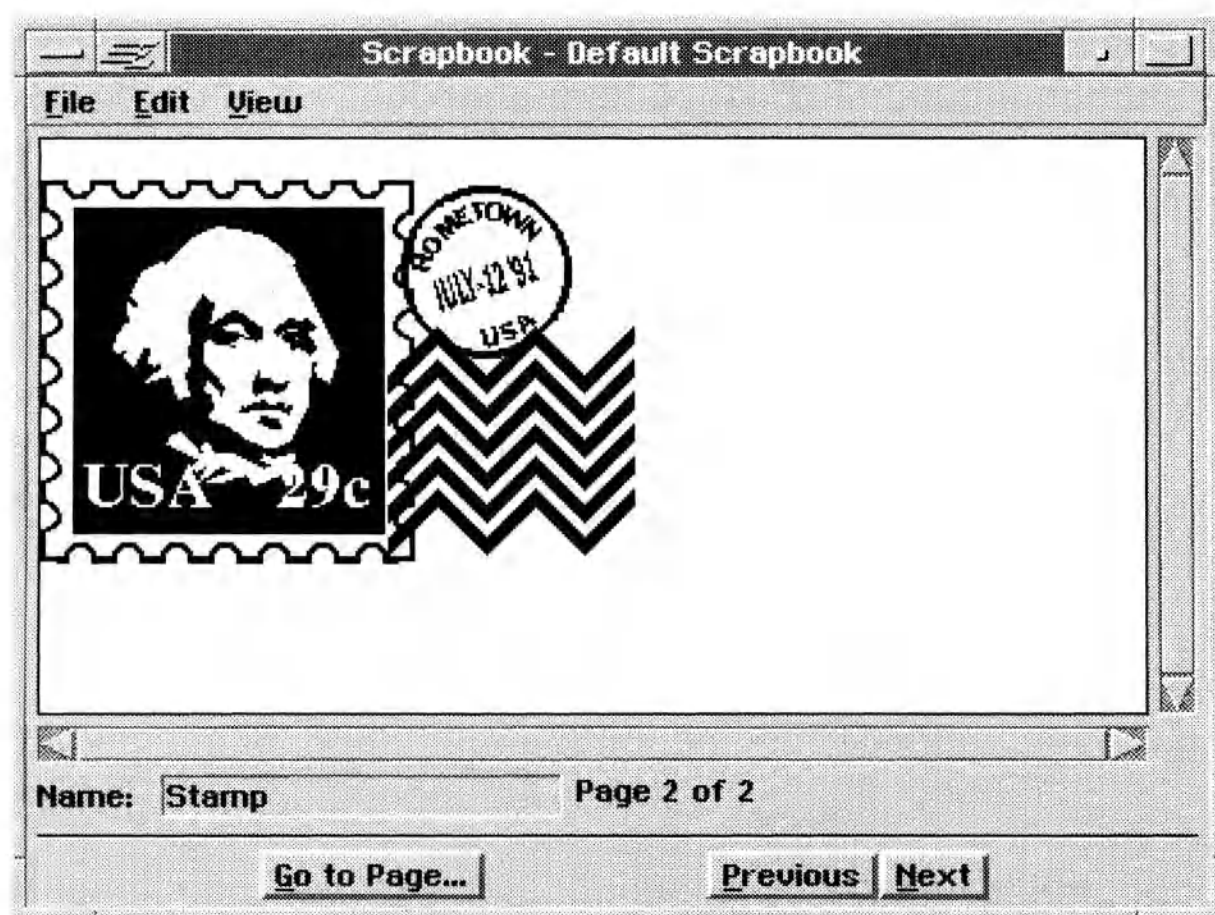 Scrapbook - Default Scrapbook
File Edit View
HOMETOWN
JULY-12 '91
USA
USA 29c
Name: Stamp Page 2 of 2
Go to Page... Previous Next